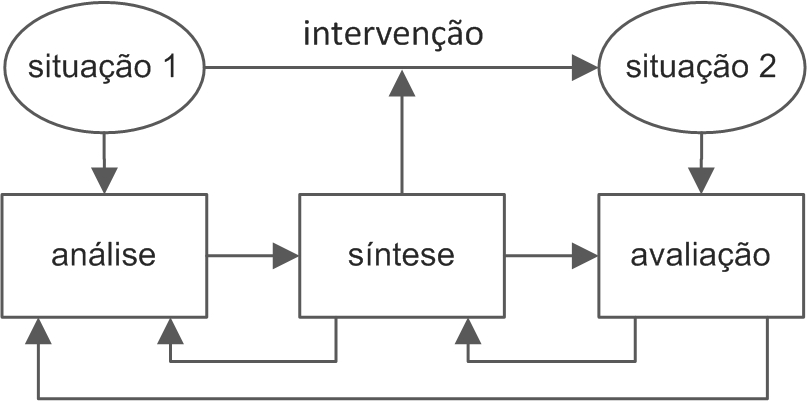 intervenção
situação 1
situação 2
análise
síntese
avaliação